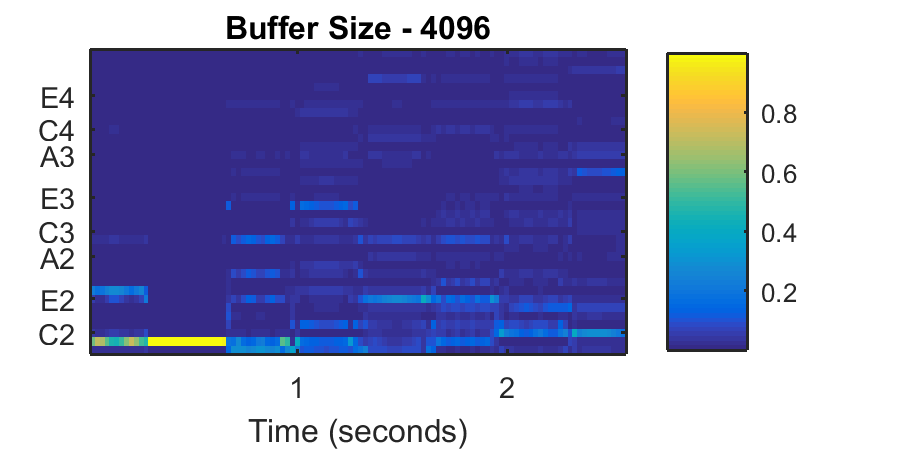 Buffer Size - 4096
E4
C4
A3
E3
C3
A2
E2
C2
1
2
Time (seconds)
0.8
0.6
0.4
0.2